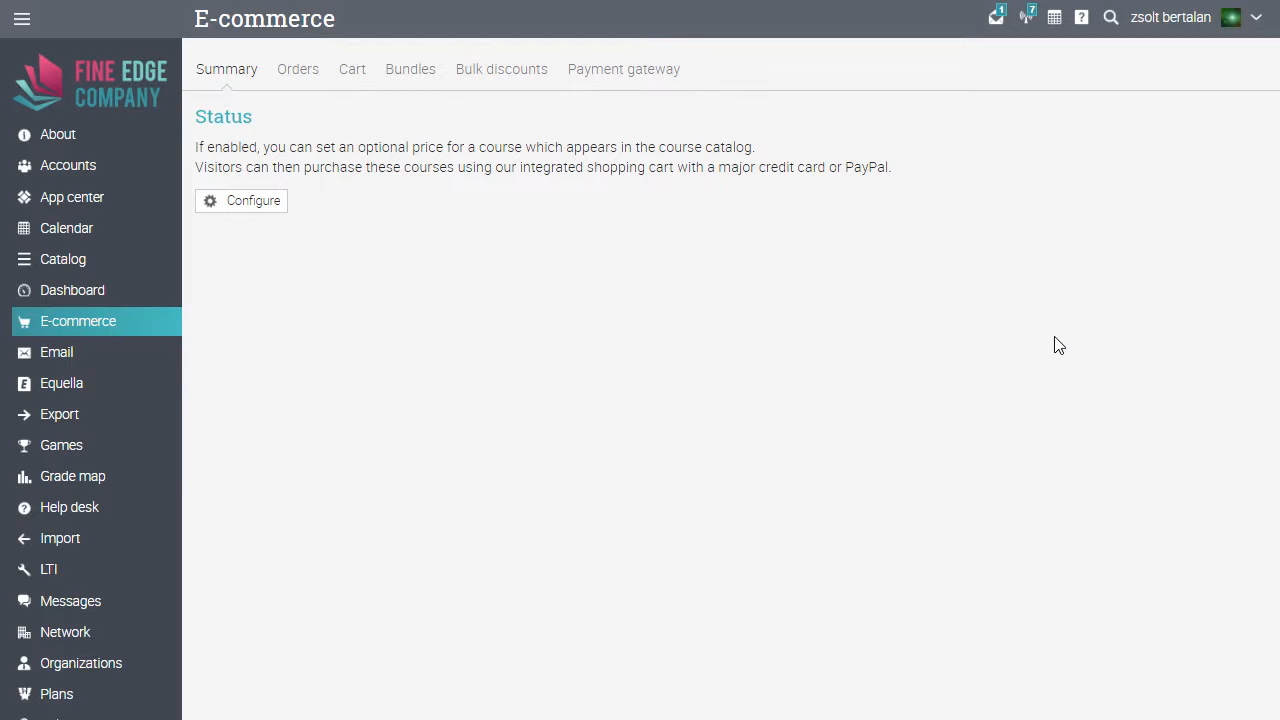 E-commerce
1
7
zsolt bertalan
FINE EDGE
COMPANY
Summary
Orders
Cart
Bundles
Bulk discounts
Payment gateway
Status
If enabled, you can set an optional price for a course which appears in the course catalog.
Visitors can then purchase these courses using our integrated shopping cart with a major credit card or PayPal.
Configure
About
Accounts
App center
Calendar
Catalog
Dashboard
E-commerce
Email
Equella
Export
Games
Grade map
Help desk
Import
LTI
Messages
Network
Organizations
Plans